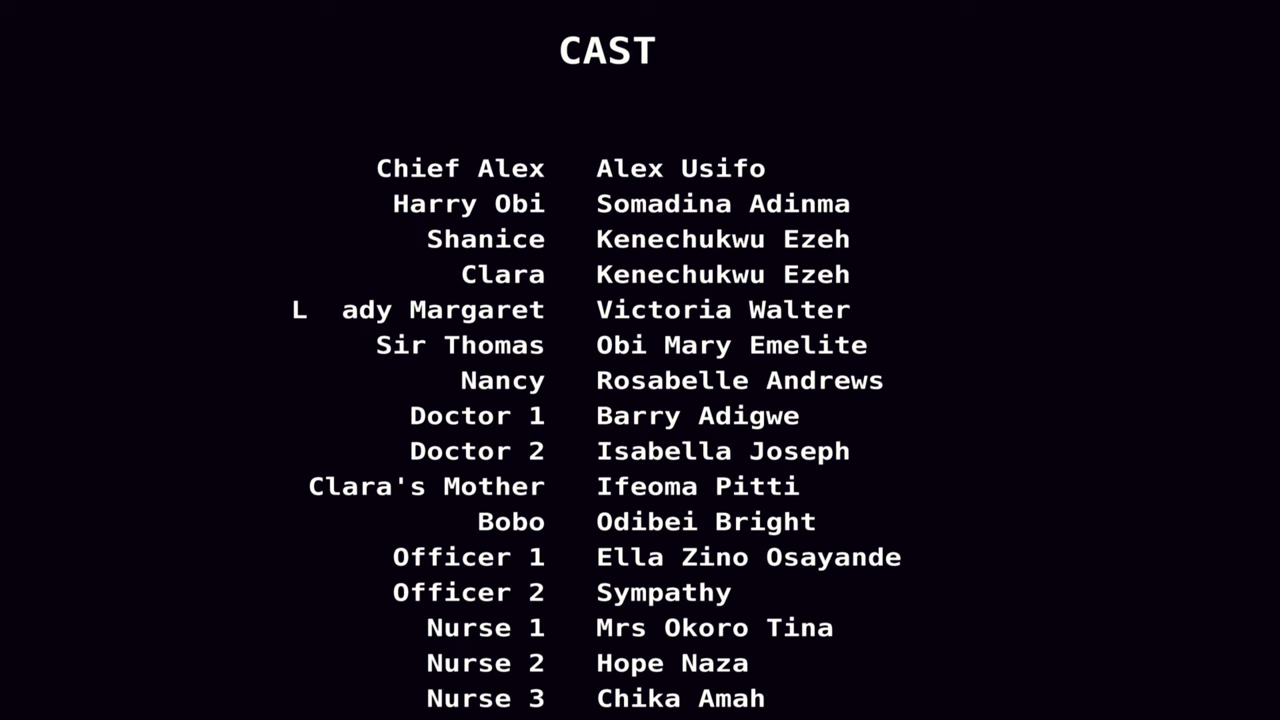 CAST
Chief Alex Alex Usifo
Harry Obi Somadina Adinma
Shanice Kenechukwu Ezeh
Clara Kenechukwu Ezeh
L ady Margaret Victoria Walter
Sir Thomas Obi Mary Emelite
Nancy Rosabelle Andrews
Doctor 1 Barry Adigwe
Doctor 2 Isabella Joseph
Clara's Mother Ifeoma Pitti
Bobo Odibei Bright
Officer 1 Ella Zino Osayande
Officer 2 Sympathy
Nurse 1 Mrs Okoro Tina
Nurse 2 Hope Naza
Nurse 3 Chika Amah